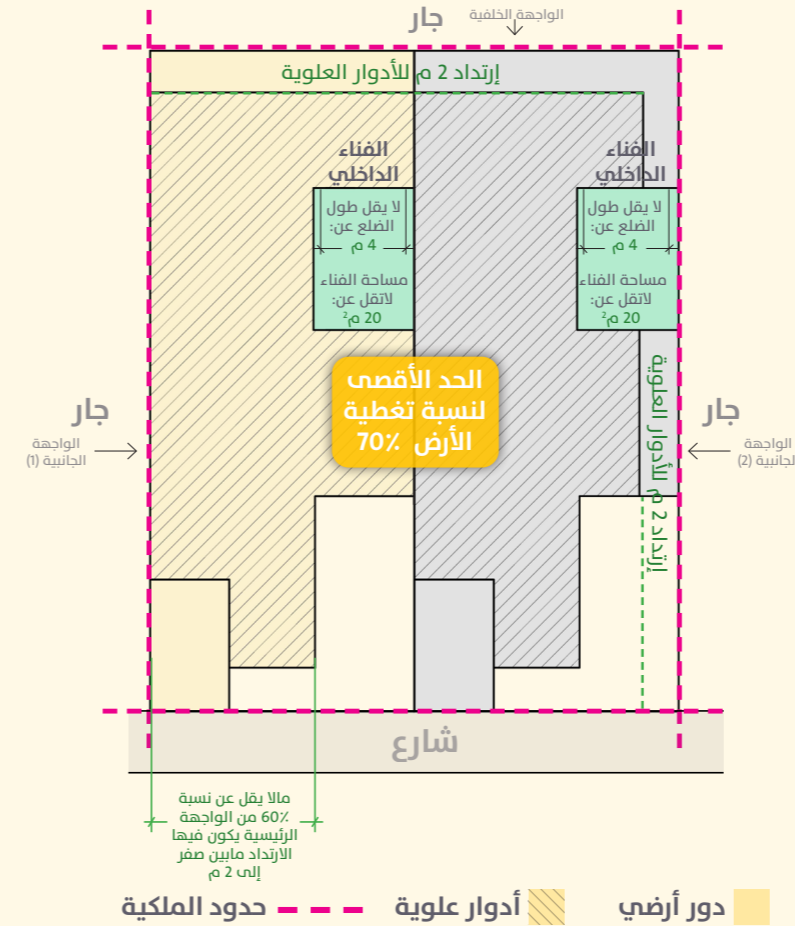 الواجهة الخلفية
جار
إرتداد 2 م للأدوار العلوية
الفناء
الداخلي
لا يقل طول
الضلع عن:
4 م
مساحة الفناء
لاتقل عن:
20 م²
الفناء
الداخلي
لا يقل طول
الضلع عن:
4 م
مساحة الفناء
لاتقل عن:
20 م²
إرتداد 2 م للأدوار العلوية
الحد الأقصى
لنسبة تغطية
الأرض 70٪
جار
الواجهة
الجانبية (2)
جار
الواجهة
الجانبية (1)
شارع
مالا يقل عن نسبة
60٪ من الواجهة
الرئيسية يكون فيها
الارتداد مابين صفر
إلى 2 م
دور أرضي
أدوار علوية
حدود الملكية